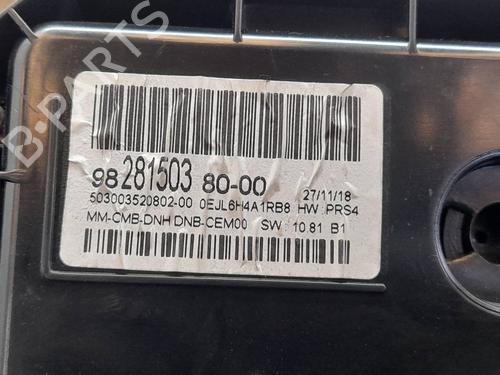 B-PARTS
98 281503 80-00
27/11/18
503003520802-00 0EJL6H4A1RB8 HW PRS4
MM-CMB-DNH DNB-CEM00 SW 10.81 B1